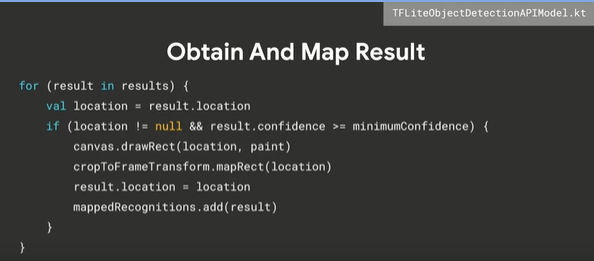 TFLiteObjectDetectionAPIModel.kt
Obtain And Map Result
for (result in results) {
    val location = result.location
    if (location != null && result.confidence >= minimumConfidence) {
        canvas.drawRect(location, paint)
        cropToFrameTransform.mapRect(location)
        result.location = location
        mappedRecognitions.add(result)
    }
}